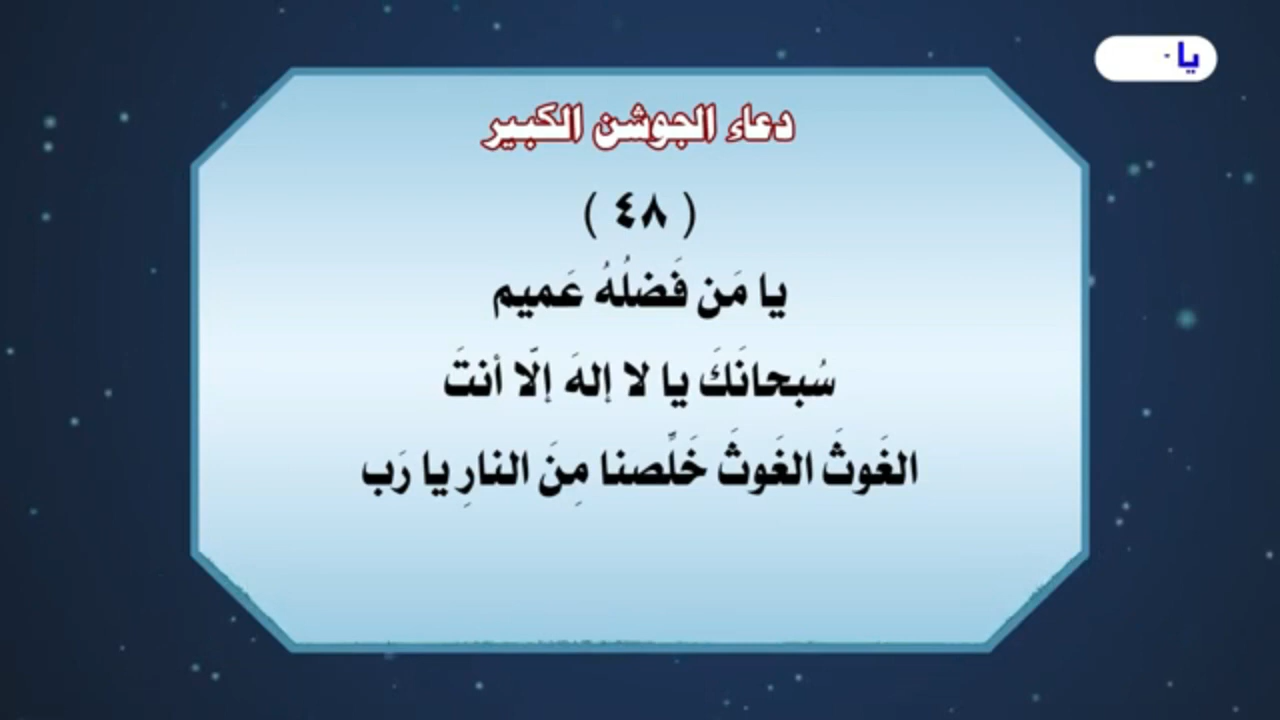 يا
دعاء الجوشن الكبير
( ٤٨ )
يا مَن فَضلُهُ عَميم
سُبحانَكَ يا لا إلهَ إلّا أنتَ
الغَوثَ الغَوثَ خَلِّصنا مِنَ النارِ يا رَب